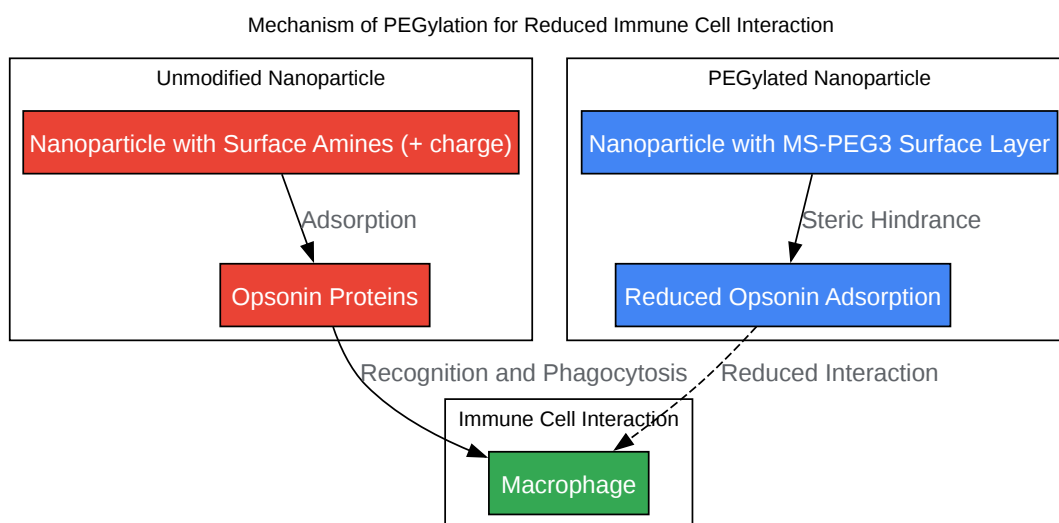 Mechanism of PEGylation for Reduced Immune Cell Interaction
Unmodified Nanoparticle
PEGylated Nanoparticle
Nanoparticle with Surface Amines (+ charge)
Nanoparticle with MS-PEG3 Surface Layer
Adsorption
Steric Hindrance
Opsonin Proteins
Reduced Opsonin Adsorption
Recognition and Phagocytosis
Reduced Interaction
Immune Cell Interaction
Macrophage